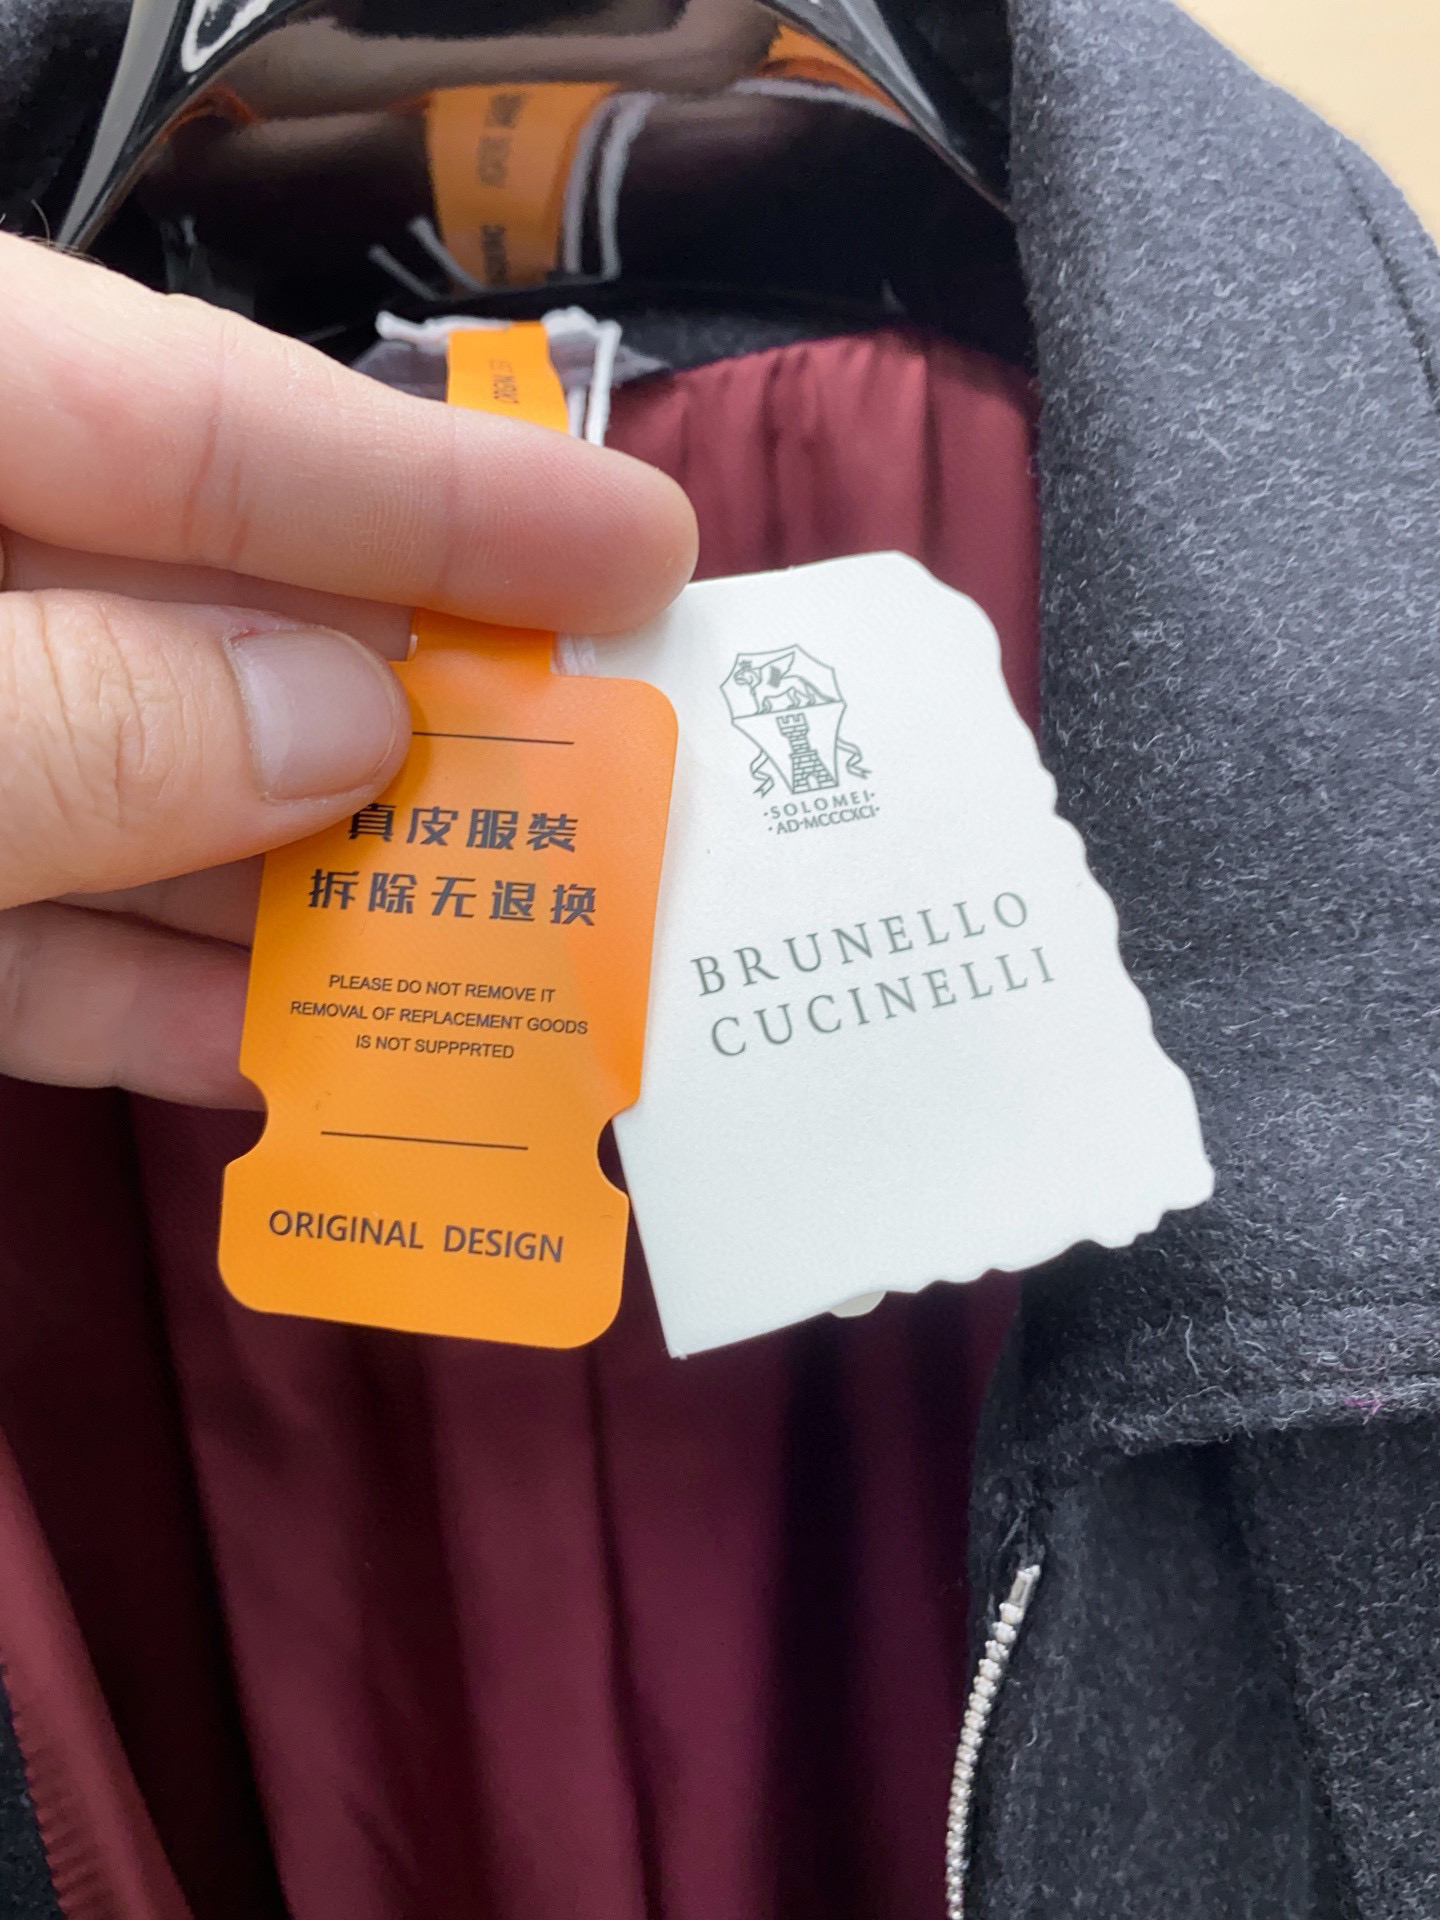 真皮服装
拆除无退换
PLEASE DO NOT REMOVE IT
REMOVAL OF REPLACEMENT GOODS
IS NOT SUPPPRTED
ORIGINAL DESIGN
·SOLOMEI·
·AD·MCCCXCI·
BRUNELLO
CUCINELLI